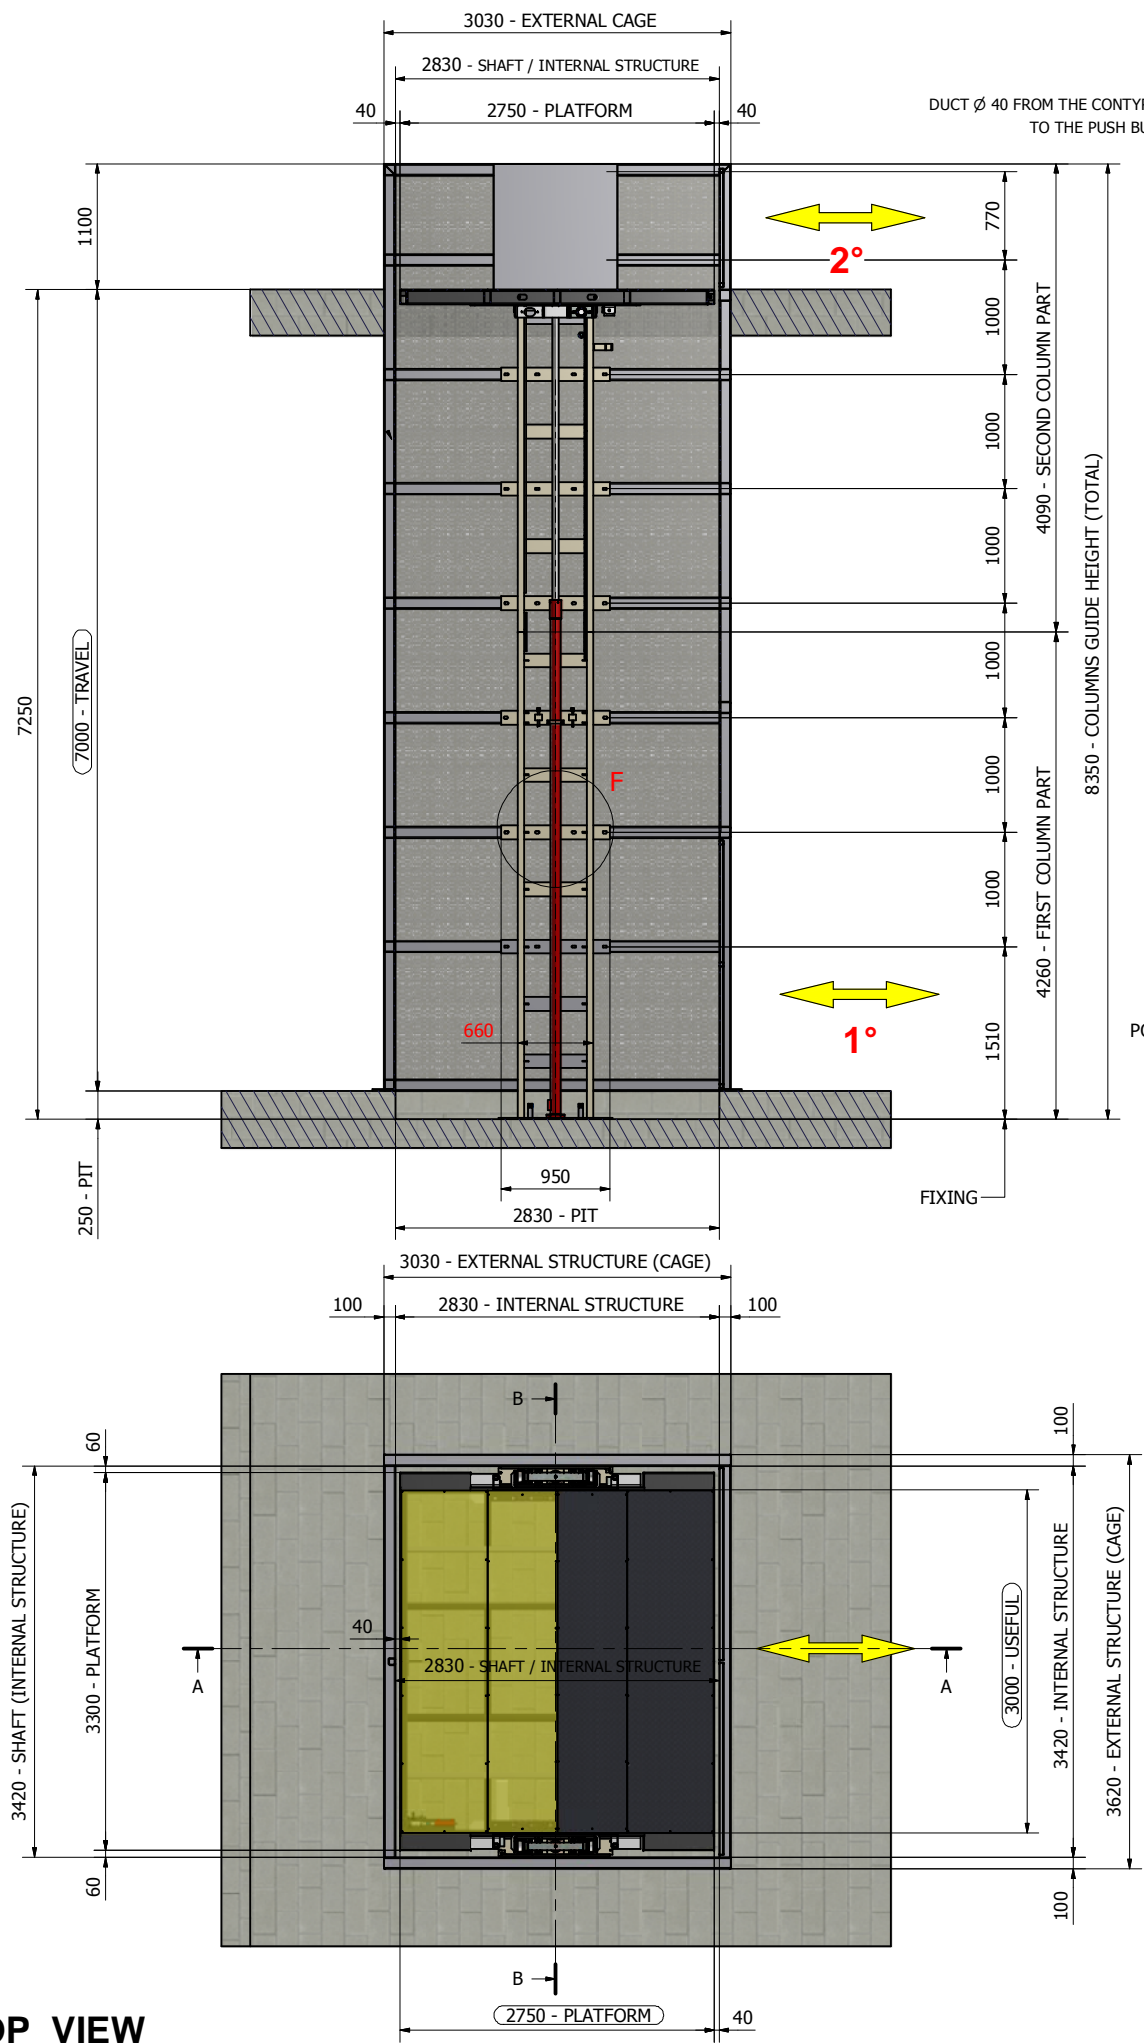 3030 - EXTERNAL CAGE
2830 - SHAFT / INTERNAL STRUCTURE
40
2750 - PLATFORM
40
DUCT Ø 40 FROM THE
TO THE PUSH
1100
770
2°
1000
1000
1000
1000
1000
1000
1510
4090 - SECOND COLUMN PART
4260 - FIRST COLUMN PART
8350 - COLUMNS GUIDE HEIGHT (TOTAL)
7250
7000 - TRAVEL
F
1°
660
250 - PIT
950
2830 - PIT
FIXING
3030 - EXTERNAL STRUCTURE (CAGE)
100
2830 - INTERNAL STRUCTURE
100
B
60
100
3420 - SHAFT (INTERNAL STRUCTURE)
3300 - PLATFORM
40
2830 - SHAFT / INTERNAL STRUCTURE
A
A
3000 - USEFUL
3420 - INTERNAL STRUCTURE
3620 - EXTERNAL STRUCTURE (CAGE)
60
100
B
2750 - PLATFORM
40
VIEW